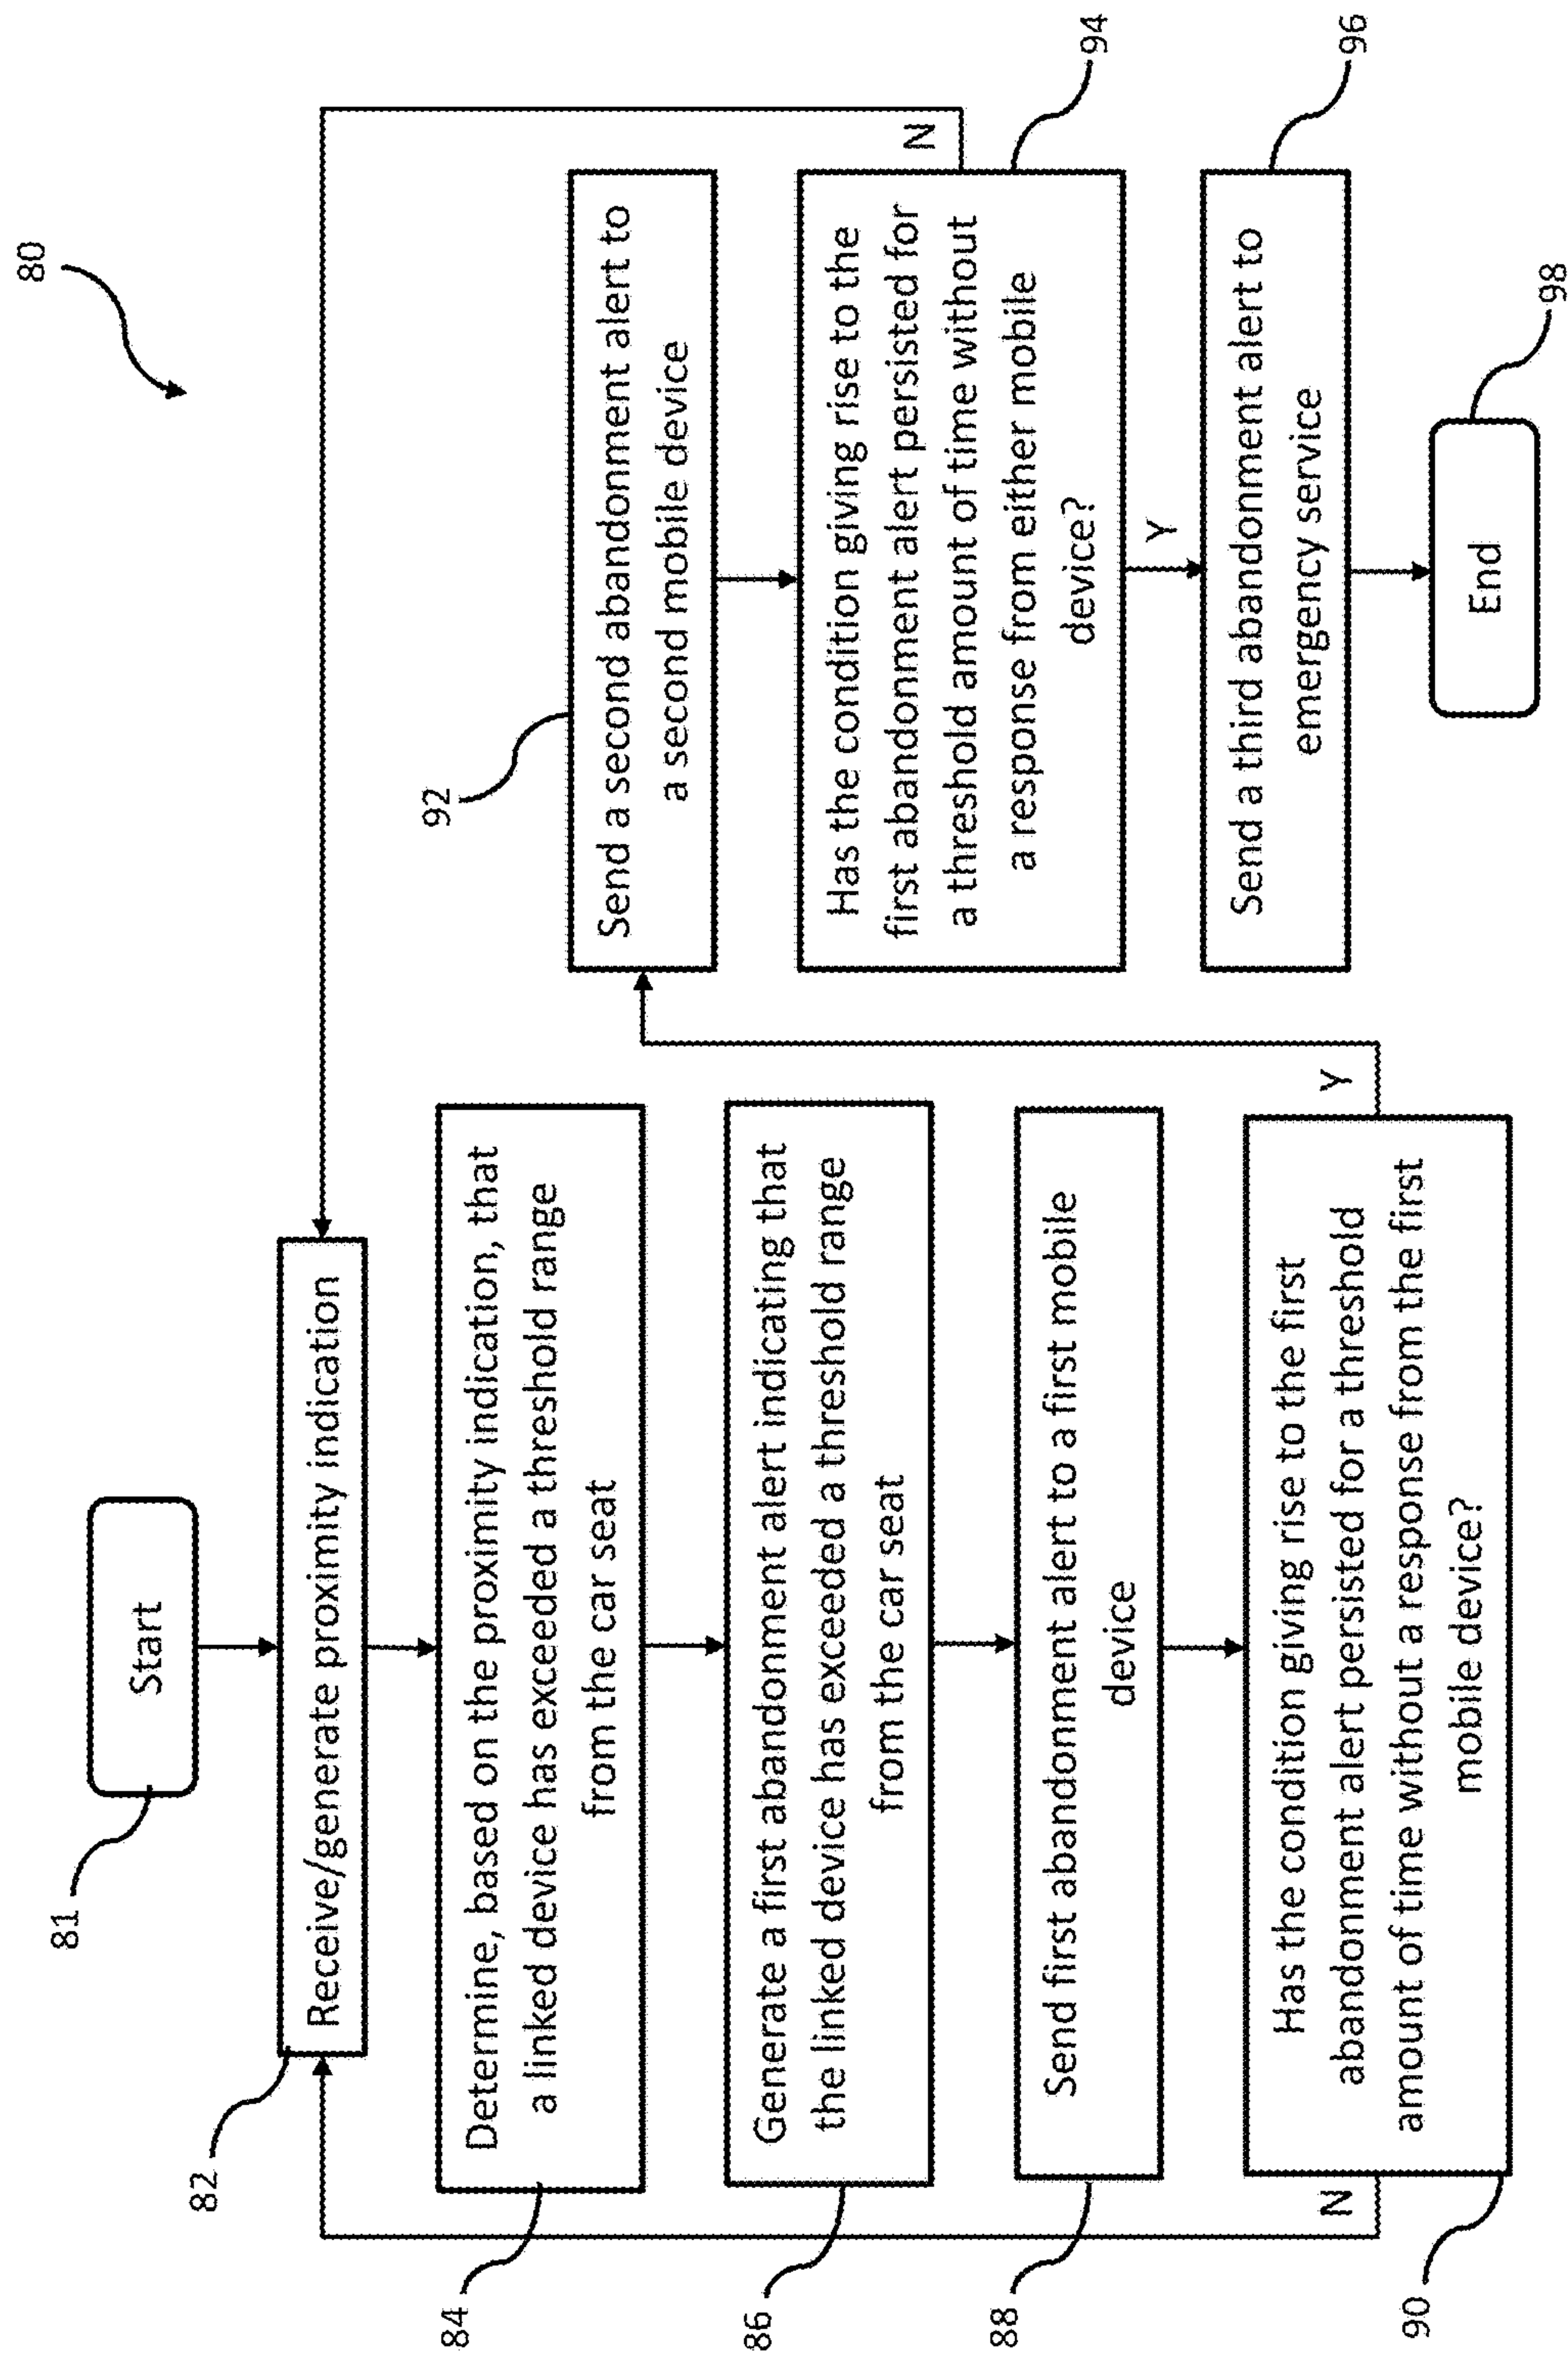 80
81
Start
82
Receive/generate proximity indication
84
Determine, based on the proximity indication, that
a linked device has exceeded a threshold range
from the car seat
86
Generate a first abandonment alert indicating that
the linked device has exceeded a threshold range
from the car seat
88
Send first abandonment alert to a first mobile
device
90
Has the condition giving rise to the first
abandonment alert persisted for a threshold
amount of time without a response from the first
mobile device?
N
Y
92
Send a second abandonment alert to
a second mobile device
94
Has the condition giving rise to the
first abandonment alert persisted for
a threshold amount of time without
a response from either mobile
device?
N
Y
96
Send a third abandonment alert to
emergency service
98
End